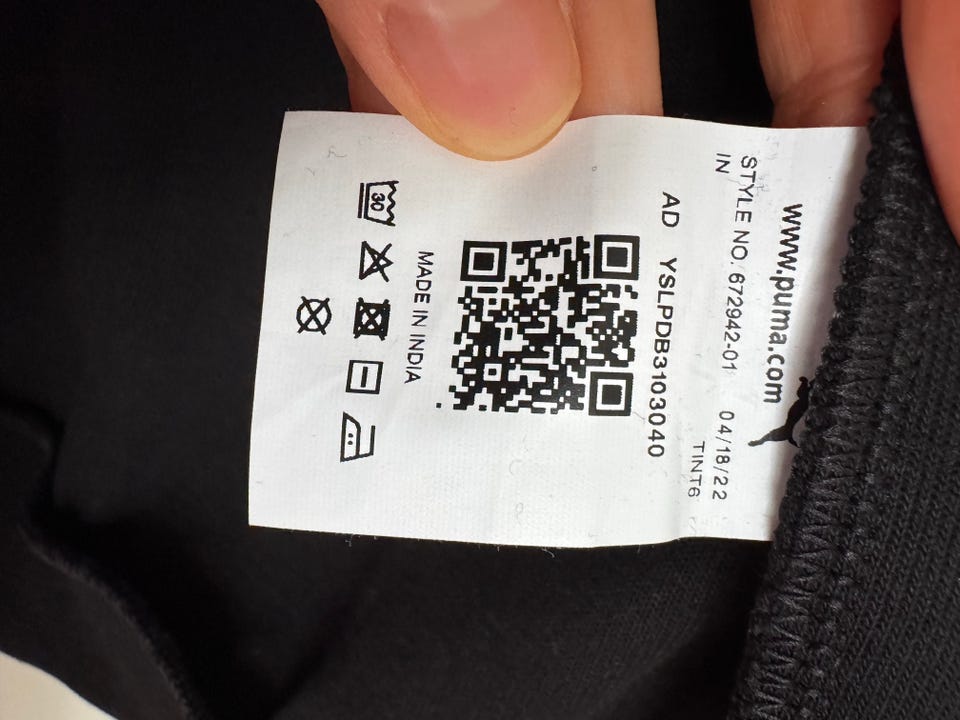 www.puma.com
STYLE NO. 672942-01 04/18/22
IN TINT6
AD YSLPDB3103040
MADE IN INDIA
30